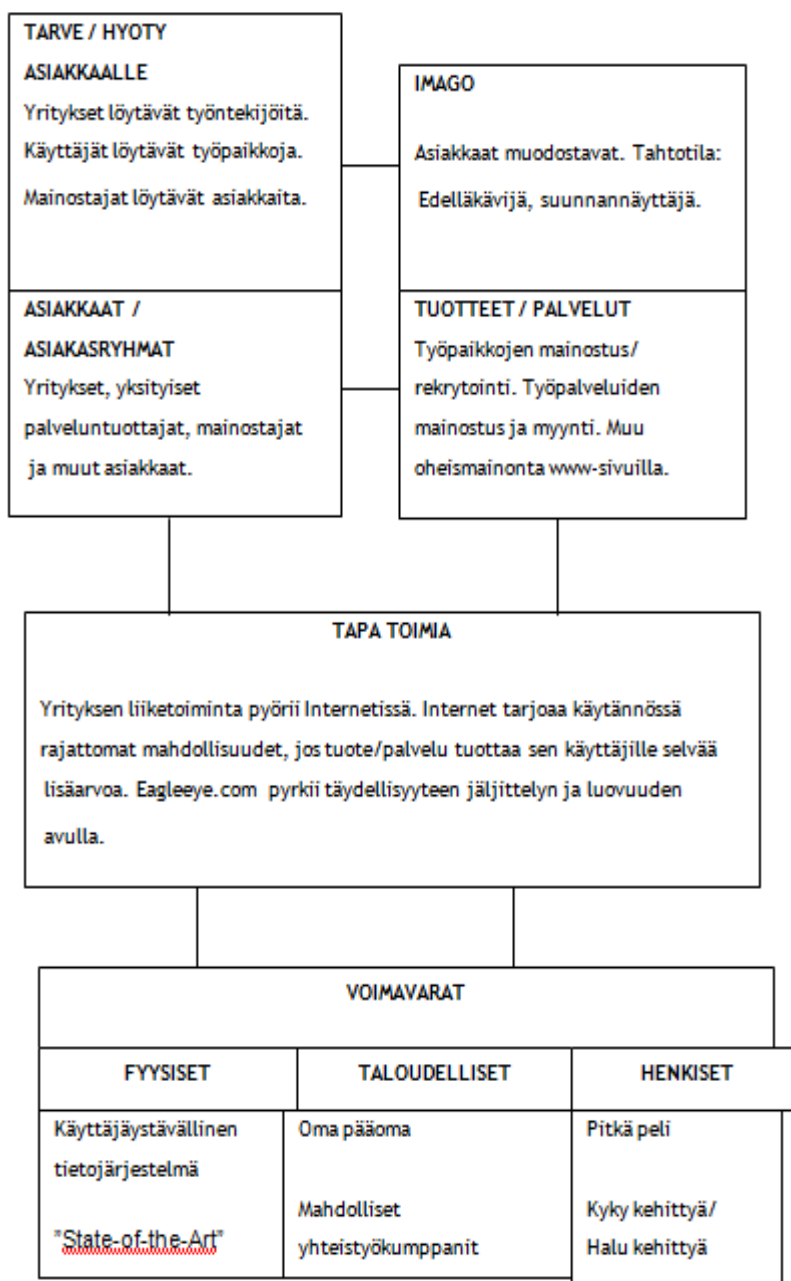 TARVE / HYOTY
ASIAKKAALLE
Yritykset löytävät työntekijöitä.
Käyttäjät löytävät työpaikkoja.
Mainostajat löytävät asiakkaita.
IMAGO
Asiakkaat muodostavat. Tahtotila:
Edelläkävijä, suunnannäyttäjä.
ASIAKKAAT /
ASIAKASRYHMAT
Yritykset, yksityiset
palveluntuottajat, mainostajat
ja muut asiakkaat.
TUOTTEET / PALVELUT
Työpaikkojen mainostus/
rekrytointi. Työpalveluiden
mainostus ja myynti. Muu
oheismainonta www-sivuilla.
TAPA TOIMIA
Yrityksen liiketoiminta pyörii Internetissä. Internet tarjoaa käytännössä
rajattomat mahdollisuudet, jos tuote/palvelu tuottaa sen käyttäjille selvää
lisäarvoa. Eagleeye.com pyrkii täydellisyyteen jäljittelyn ja luovuuden
avulla.
VOIMAVARAT
FYYSISET
TALOUDELLISET
HENKISET
Käyttäjäystävällinen
tietojärjestelmä
"State-of-the-Art"
Oma pääoma
Mahdolliset
yhteistyökumppanit
Pitkä peli
Kyky kehittyä/
Halu kehittyä